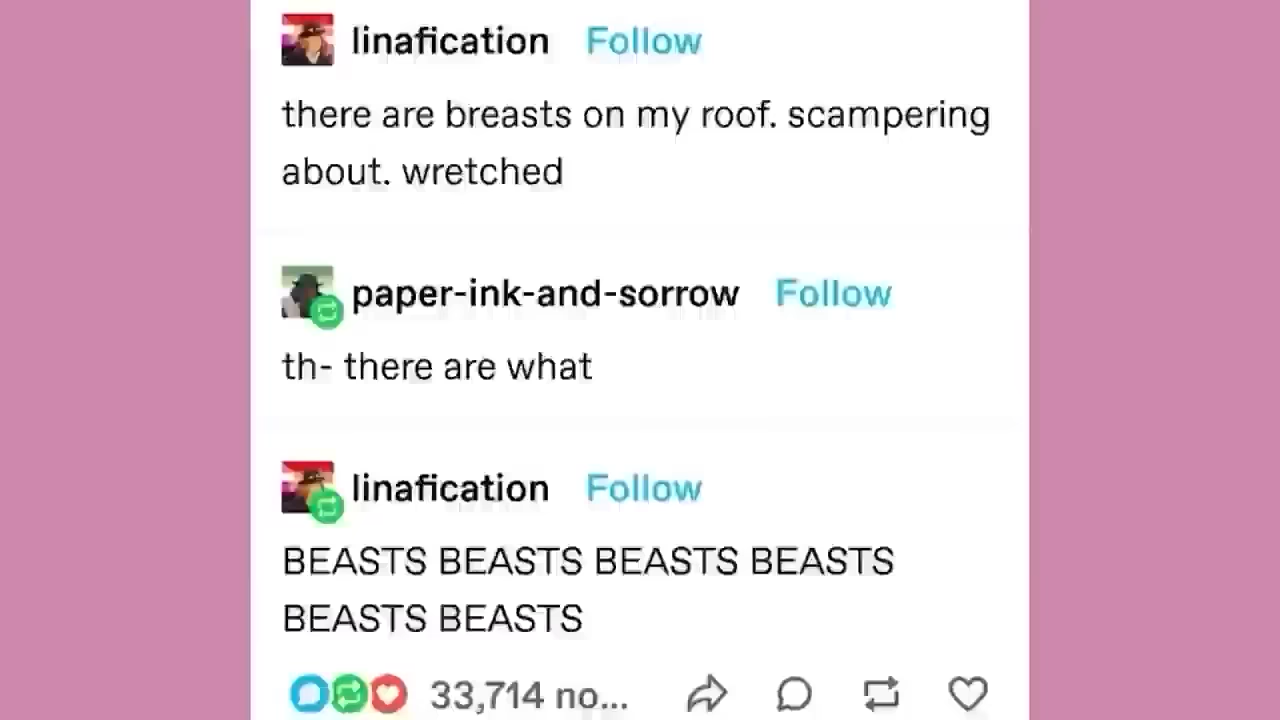 linafication Follow
there are breasts on my roof. scampering
about. wretched
paper-ink-and-sorrow Follow
th- there are what
linafication Follow
BEASTS BEASTS BEASTS BEASTS
BEASTS BEASTS
33,714 no...